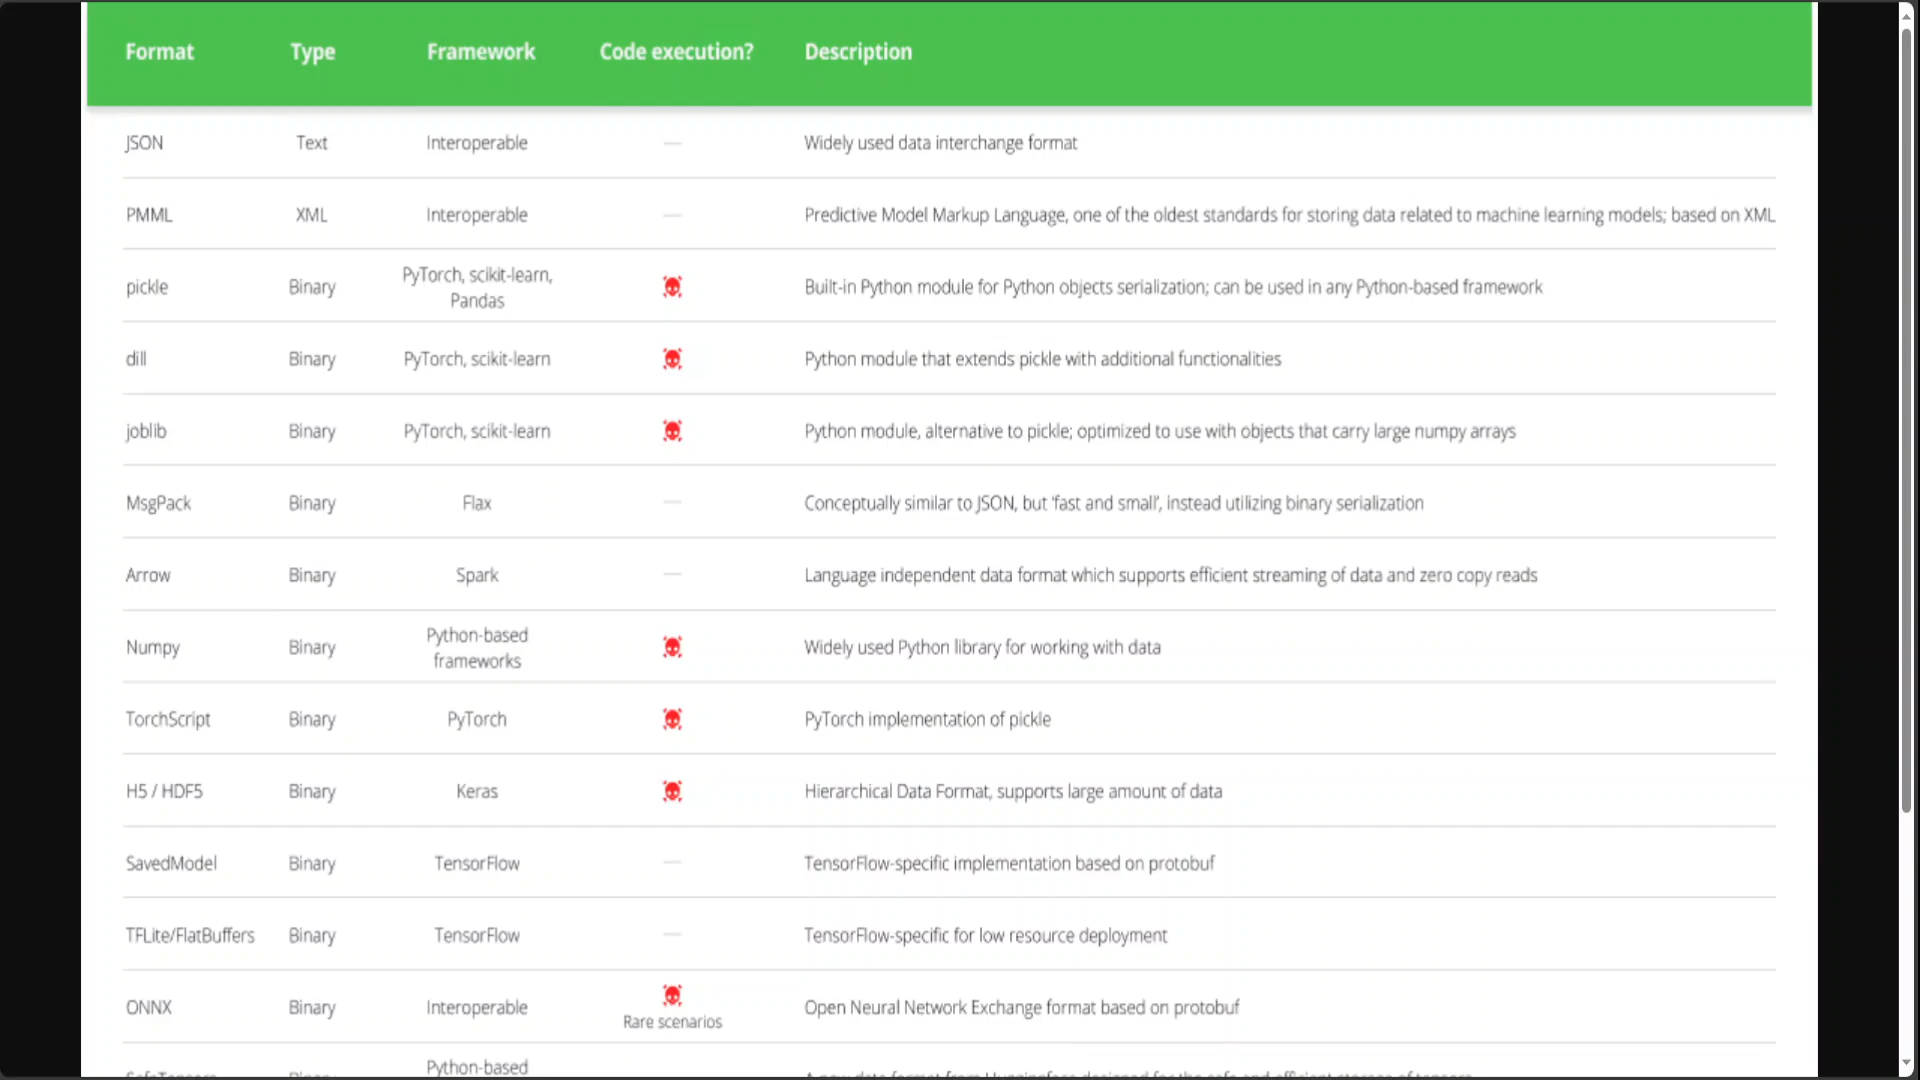 Format Type Framework Code execution? Description
JSON Text Interoperable — Widely used data interchange format
PMML XML Interoperable — Predictive Model Markup Language, one of the oldest standards for storing data related to machine learning models; based on XML
PyTorch, scikit-learn,
pickle Binary Built-in Python module for Python objects serialization; can be used in any Python-based framework
Pandas
dill Binary PyTorch, scikit-learn Python module that extends pickle with additional functionalities
joblib Binary PyTorch, scikit-learn Python module, alternative to pickle; optimized to use with objects that carry large numpy arrays
MsgPack Binary Flax — Conceptually similar to JSON, but 'fast and small', instead utilizing binary serialization
Arrow Binary Spark — Language independent data format which supports efficient streaming of data and zero copy reads
Python-based
Numpy Binary Widely used Python library for working with data
frameworks
TorchScript Binary PyTorch PyTorch implementation of pickle
H5 / HDF5 Binary Keras Hierarchical Data Format, supports large amount of data
SavedModel Binary TensorFlow — TensorFlow-specific implementation based on protobuf
TFLite/FlatBuffers Binary TensorFlow — TensorFlow-specific for low resource deployment
ONNX Binary Interoperable Open Neural Network Exchange format based on protobuf
Rare scenarios
Python-based